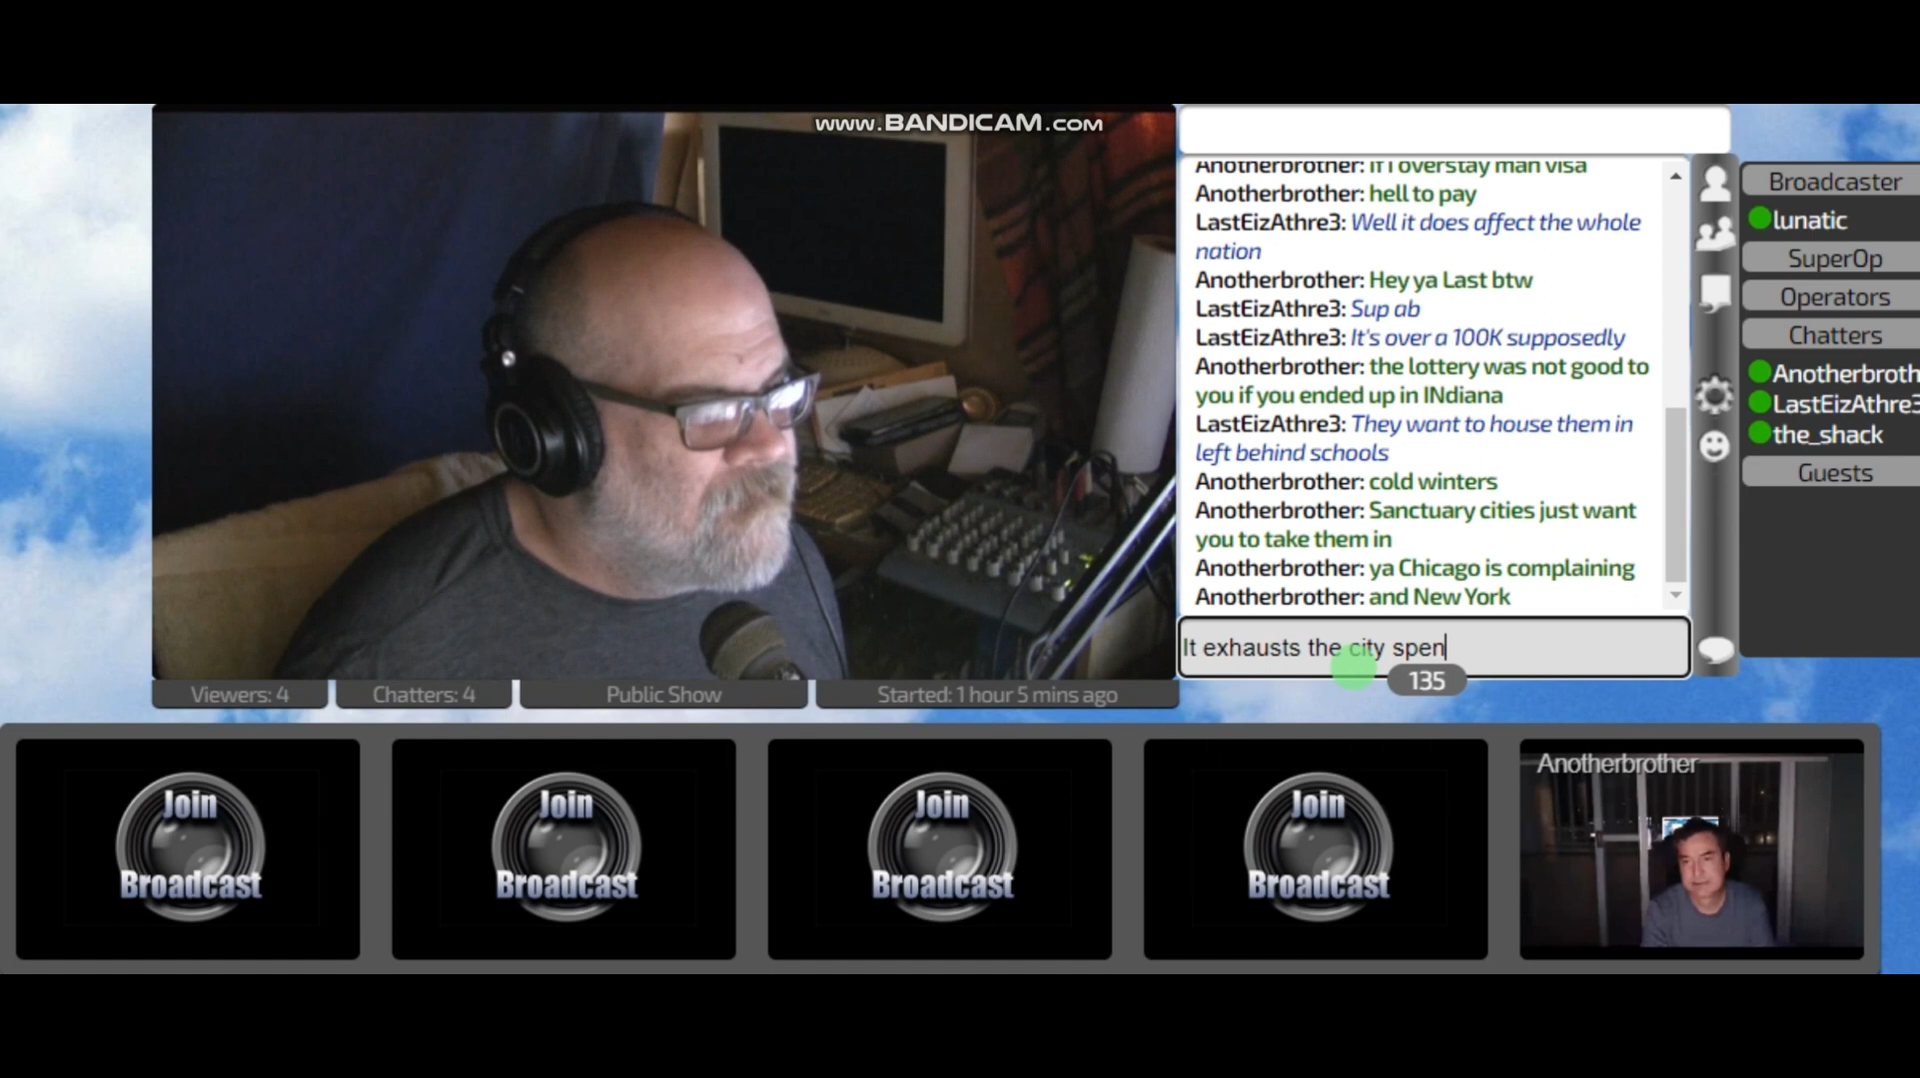 www.BANDICAM.com
Anotherbrother: if i overstay man visa
Anotherbrother: hell to pay
LastEizAthre3: Well it does affect the whole
nation
Anotherbrother: Hey ya Last btw
LastEizAthre3: Sup ab
LastEizAthre3: It's over a 100K supposedly
Anotherbrother: the lottery was not good to
you if you ended up in INdiana
LastEizAthre3: They want to house them in
left behind schools
Anotherbrother: cold winters
Anotherbrother: Sanctuary cities just want
you to take them in
Anotherbrother: ya Chicago is complaining
Anotherbrother: and New York
It exhausts the city spen
135
Broadcaster
lunatic
SuperOp
Operators
Chatters
Anotherbroth
LastEizAthre3
the_shack
Guests
Viewers: 4
Chatters: 4
Public Show
Started: 1 hour 5 mins ago
Join
Broadcast
Join
Broadcast
Join
Broadcast
Join
Broadcast
Anotherbrother